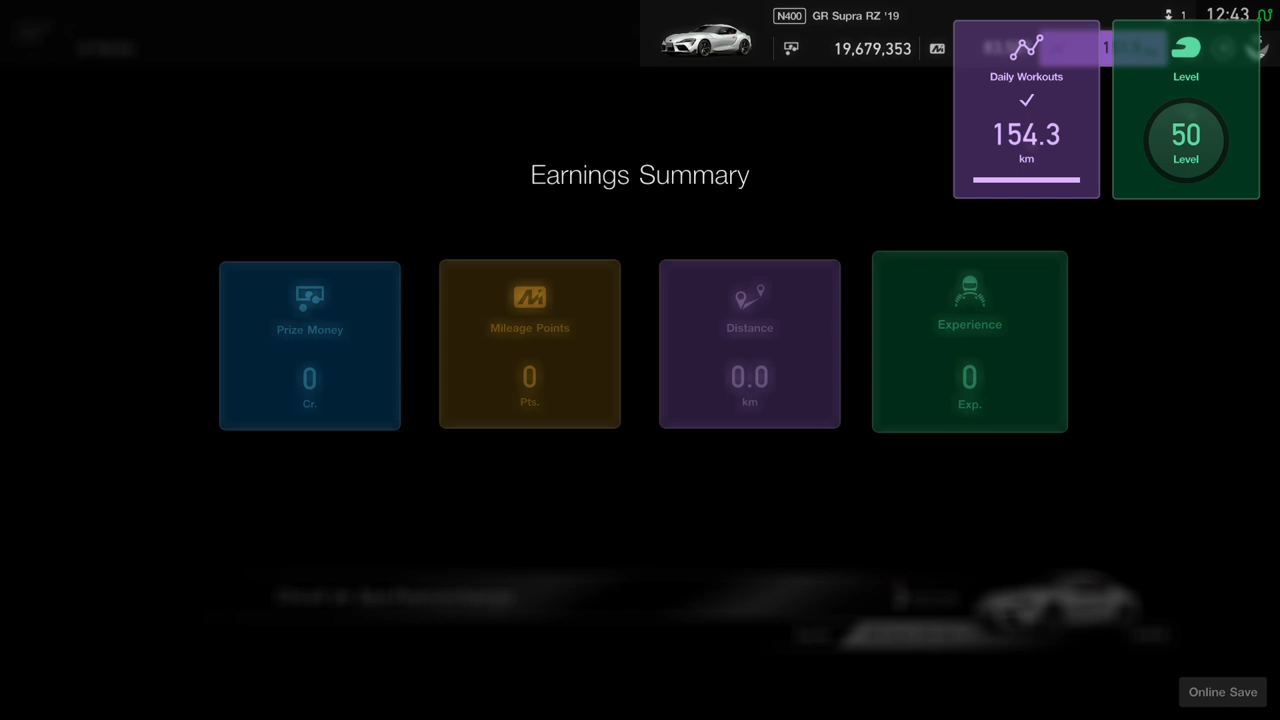 N400 GR Supra RZ '19
1 12:43
19,679,353
Daily Workouts
154.3
km
Level
50
Level
Earnings Summary
Prize Money
0
Cr.
Mileage Points
0
Pts.
Distance
0.0
km
Experience
0
Exp.
Online Save